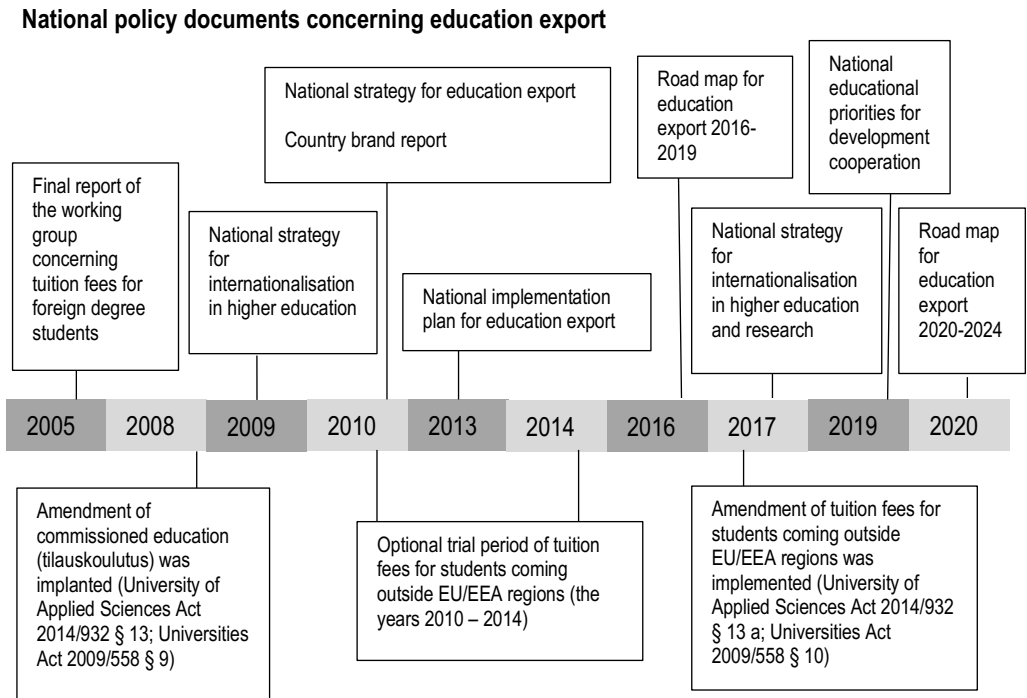 National policy documents concerning education export
Final report of
the working
group
concerning
tuition fees for
foreign degree
students
National strategy
for
internationalisation
in higher education
National strategy for education export
Country brand report
National implementation
plan for education export
Road map for
education
export 2016-
2019
National strategy
for
internationalisation
in higher education
and research
National
educational
priorities for
development
cooperation
Road map
for
education
export
2020-2024
2005
2008
2009
2010
2013
2014
2016
2017
2019
2020
Amendment of
commissioned education
(tilauskoulutus) was
implanted (University of
Applied Sciences Act
2014/932 § 13; Universities
Act 2009/558 § 9)
Optional trial period of tuition
fees for students coming
outside EU/EEA regions (the
years 2010 – 2014)
Amendment of tuition fees for
students coming outside
EU/EEA regions was
implemented (University of
Applied Sciences Act 2014/932
§ 13 a; Universities Act
2009/558 § 10)